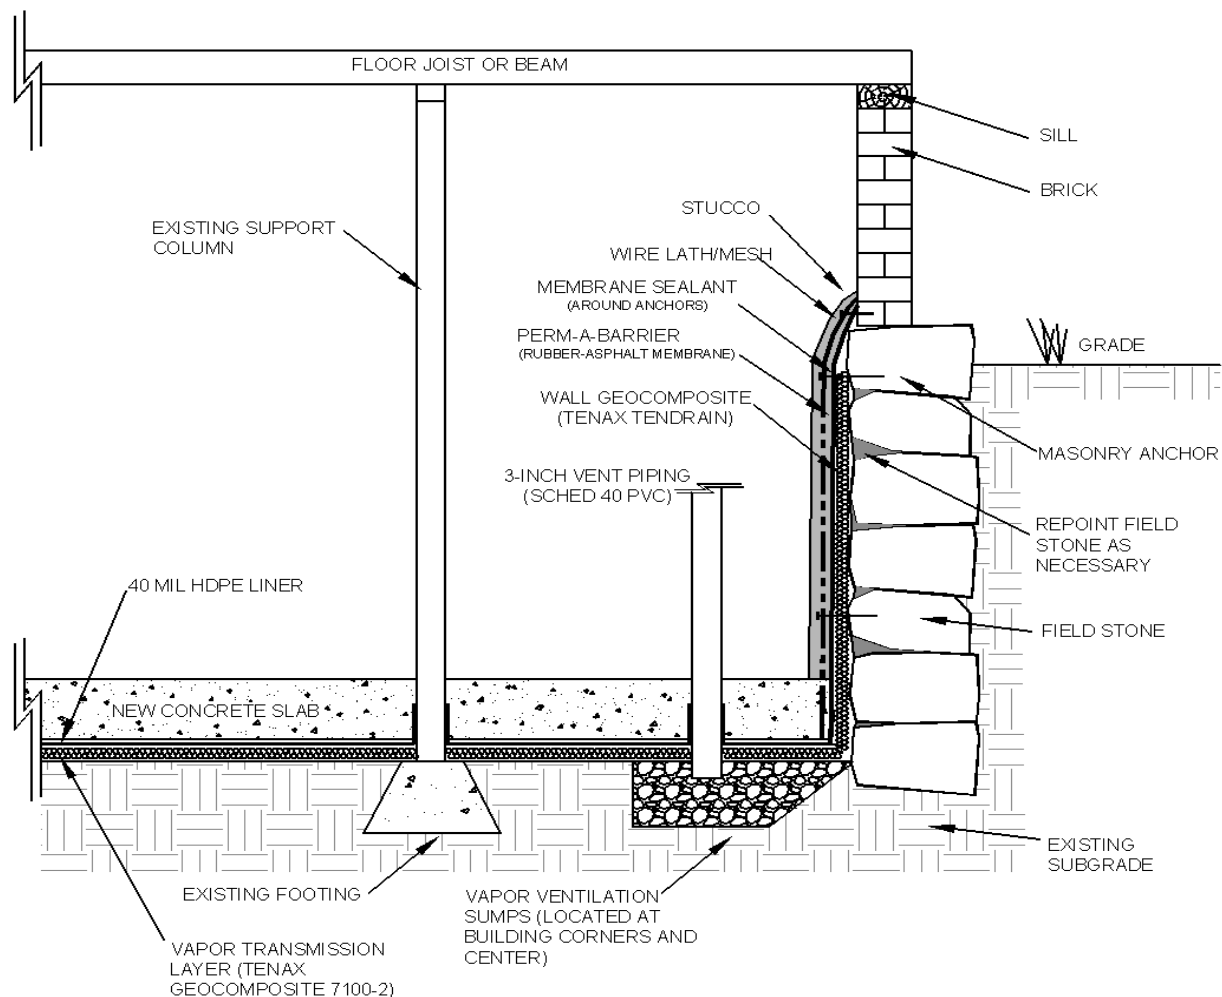 FLOOR JOIST OR BEAM
SILL
BRICK
STUCCO
EXISTING SUPPORT
COLUMN
WIRE LATH/MESH
MEMBRANE SEALANT
(AROUND ANCHORS)
PERM-A-BARRIER
(RUBBER-ASPHALT MEMBRANE)
GRADE
WALL GEOCOMPOSITE
(TENAX TENDRAIN)
MASONRY ANCHOR
3-INCH VENT PIPING
(SCHED 40 PVC)
REPOINT FIELD
STONE AS
NECESSARY
40 MIL HDPE LINER
FIELD STONE
NEW CONCRETE SLAB
EXISTING
SUBGRADE
EXISTING FOOTING
VAPOR VENTILATION
SUMPS (LOCATED AT
BUILDING CORNERS AND
CENTER)
VAPOR TRANSMISSION
LAYER (TENAX
GEOCOMPOSITE 7100-2)